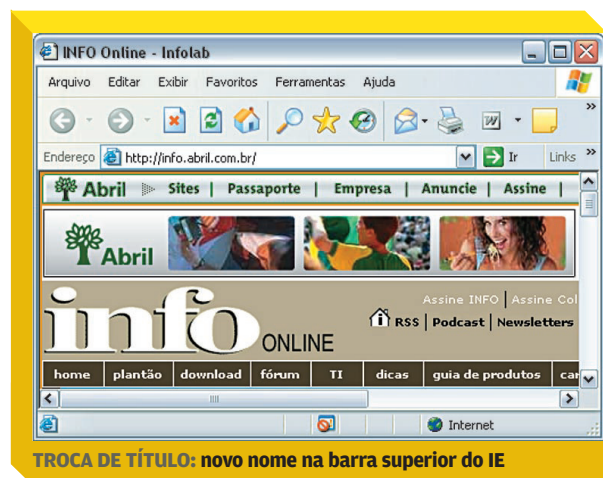 INFO Online - Infolab
Arquivo Editar Exibir Favoritos Ferramentas Ajuda
W »
Endereço http://info.abril.com.br/ Ir Links »
Abril Sites | Passaporte | Empresa | Anuncie | Assine |
Abril
Assine INFO | Assine Col
info ONLINE RSS | Podcast | Newsletters
home plantão download fórum TI dicas guia de produtos car
Internet
TROCA DE TÍTULO: novo nome na barra superior do IE